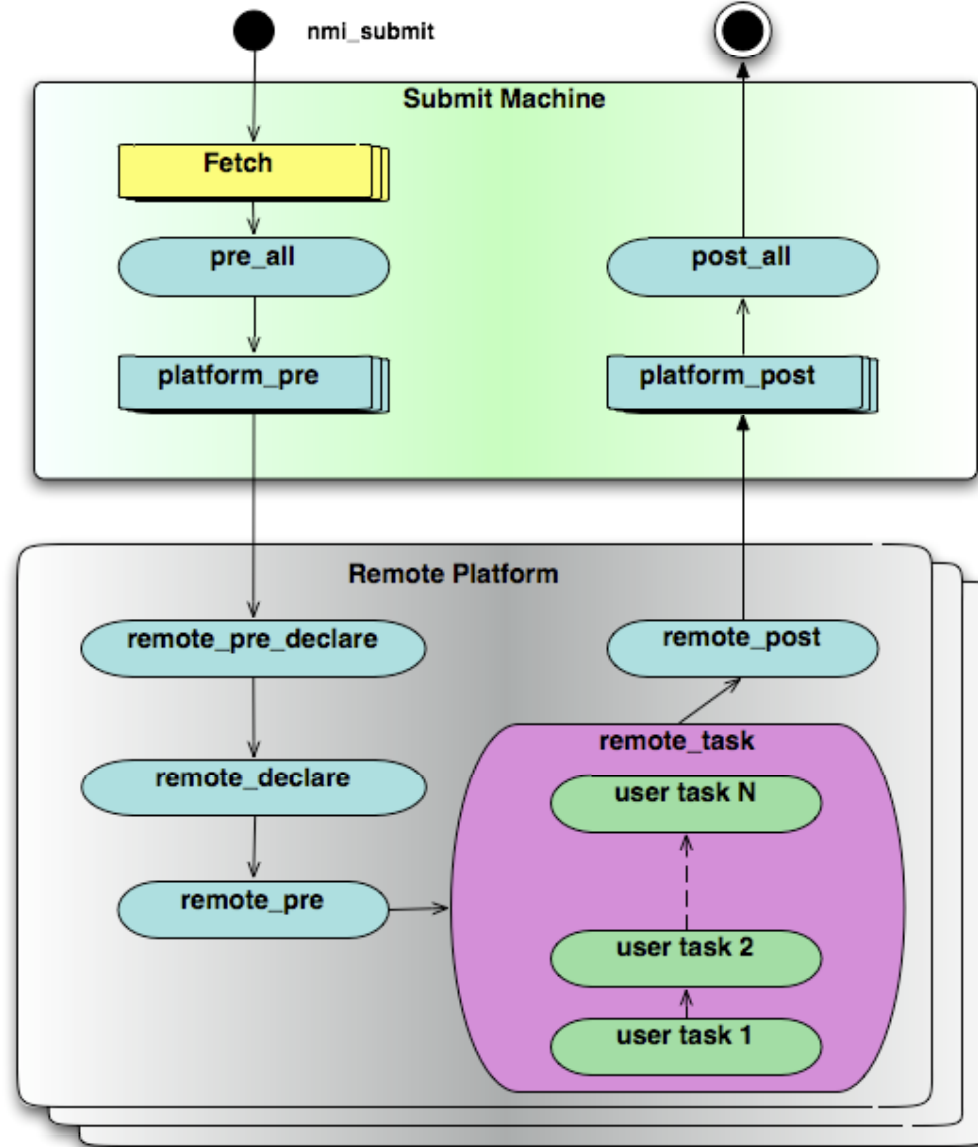 nmi_submit
Submit Machine
Fetch
pre_all
post_all
platform_pre
platform_post
Remote Platform
remote_pre_declare
remote_post
remote_task
remote_declare
user task N
remote_pre
user task 2
user task 1